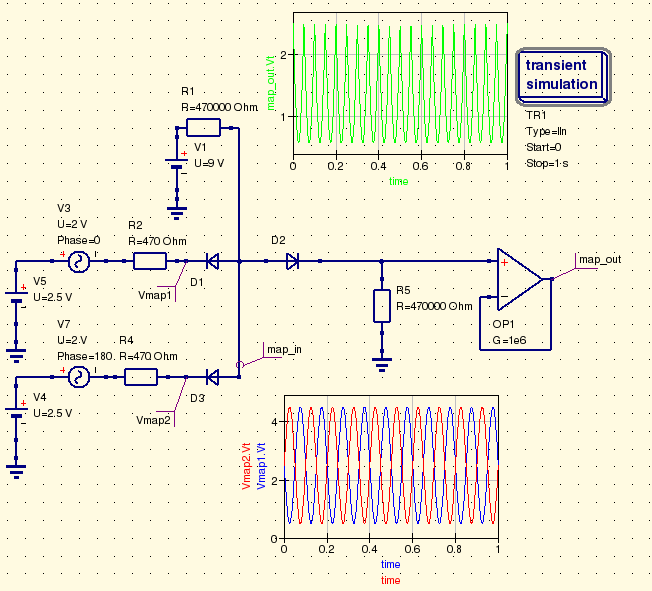 2
1
map_out.Vt
0
0.2
0.4
0.6
0.8
1
time
transient
simulation
TR1
Type=lin
Start=0
Stop=1 s
R1
R=470000 Ohm
V1
U=9 V
V3
U=2 V
Phase=0
R2
R=470 Ohm
D1
D2
Vmap1
V5
U=2.5 V
R5
R=470000 Ohm
map_out
OP1
G=1e6
V7
U=2 V
Phase=180
R4
R=470 Ohm
map_in
D3
Vmap2
V4
U=2.5 V
4
2
0
Vmap2.Vt
Vmap1.Vt
0
0.2
0.4
0.6
0.8
1
time
time